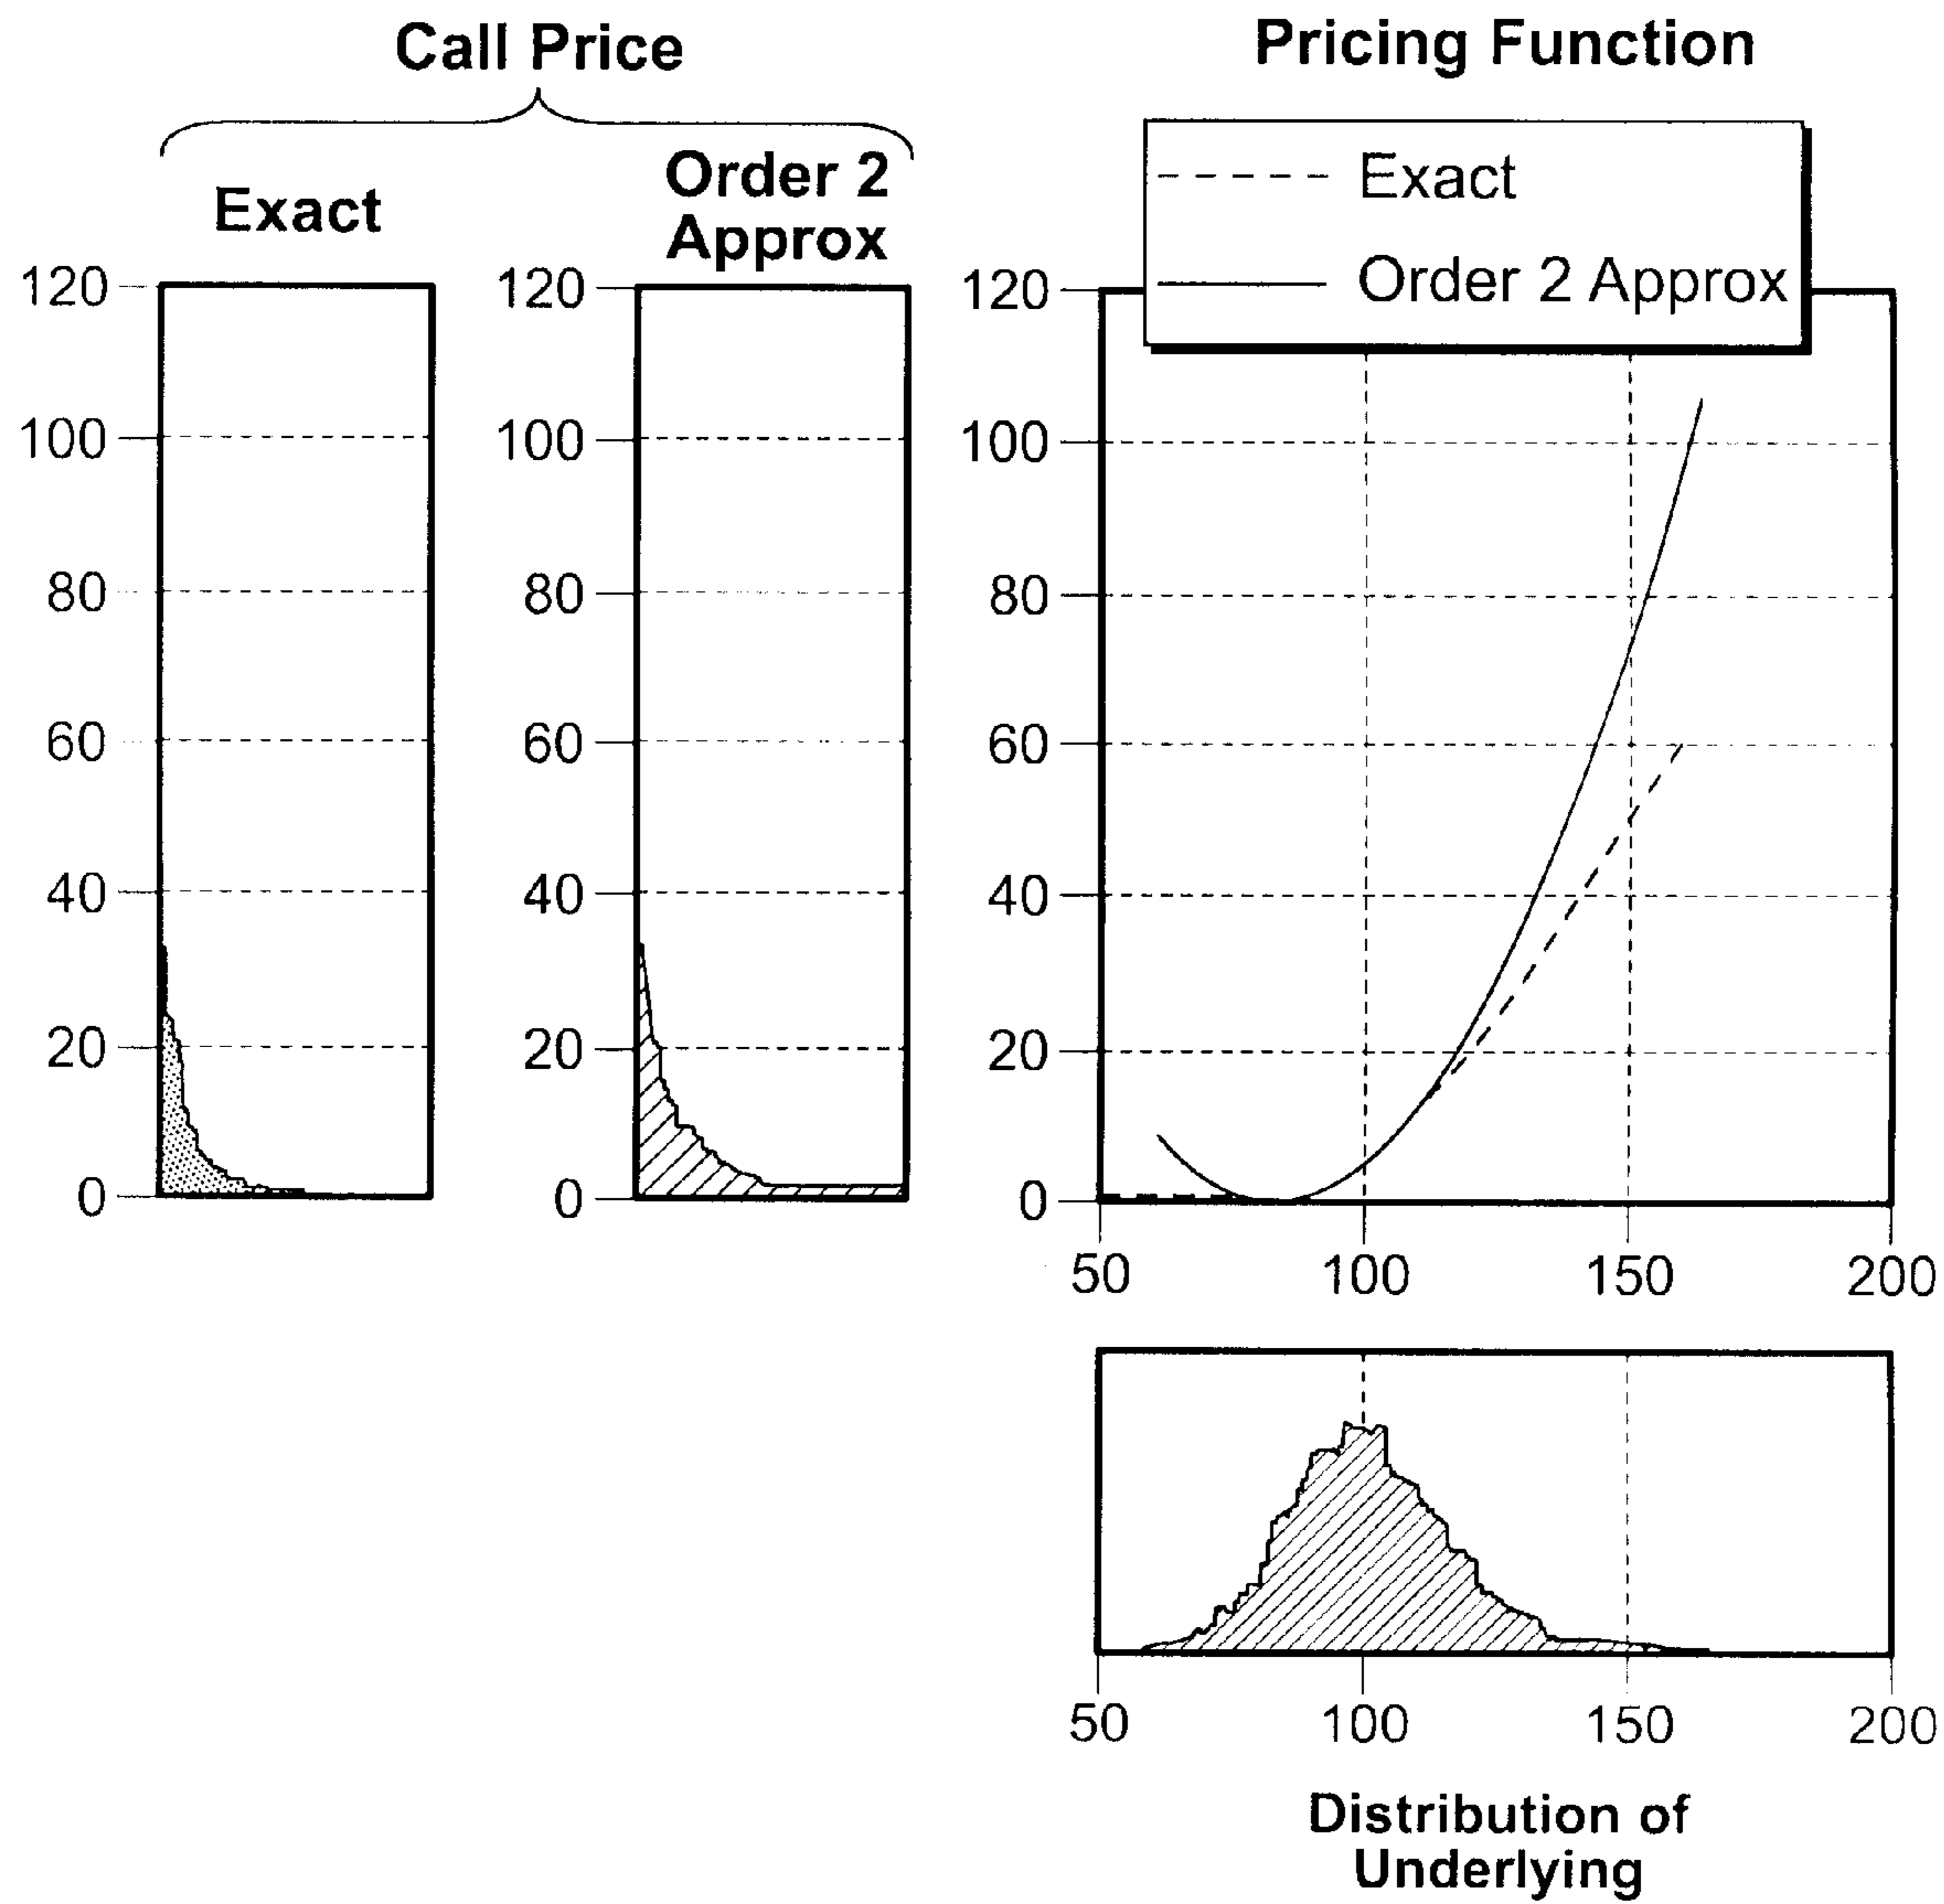 Call Price
Exact
Order 2
Approx
120
100
80
60
40
20
0
120
100
80
60
40
20
0
Pricing Function
Exact
Order 2 Approx
120
100
80
60
40
20
0
50 100 150 200
50 100 150 200
Distribution of
Underlying